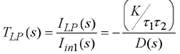 T_{LP}(s) = \frac{I_{LP}(s)}{I_{in1}(s)} = \frac{-\left(K / \tau_1 \tau_2\right)}{D(s)}